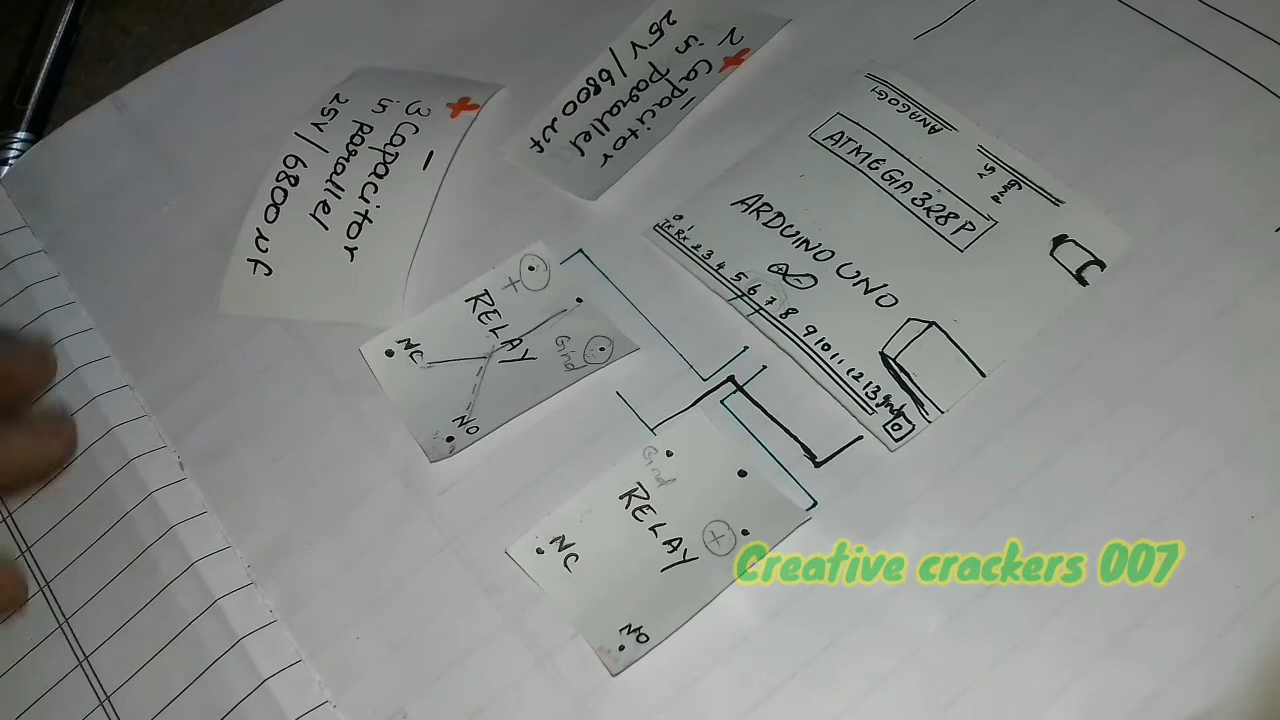 3 Capacitor
in parallel
25V/6800uf
2 Capacitor
in parallel
25V/6800uf
ANAGOG
ATMEGA 328P
ARDUINO UNO
Tx Rx 2 3 4 5 6 7 8 9 10 11 12 13 gnd
RELAY
+
Gnd
NC
NO
Gnd
RELAY
+
NC
NO
Creative crackers 007